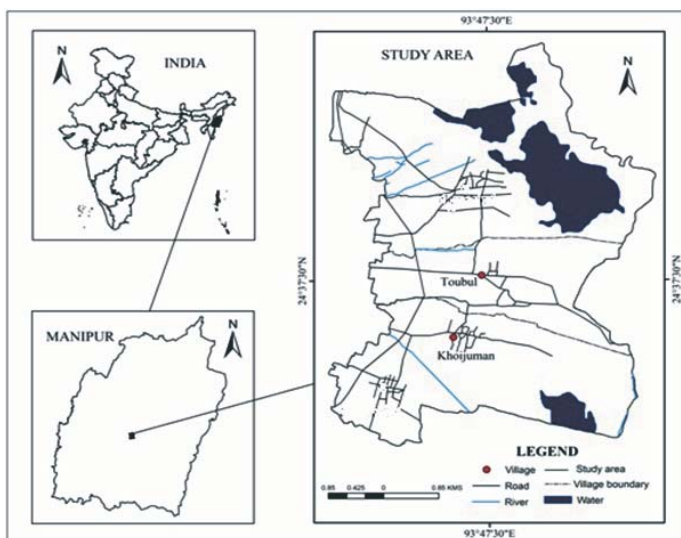 93°47'30"E
N
INDIA
STUDY AREA
N
24°37'30"N
24°37'30"N
Toubul
Khoijuman
MANIPUR
N
LEGEND
Village
Study area
Road
Village boundary
River
Water
0.85 0.425 0 0.85 KMS
93°47'30"E